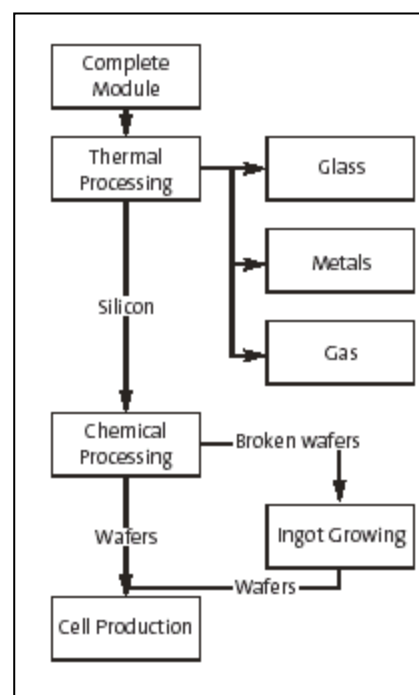 Complete
Module
Thermal
Processing
Glass
Metals
Silicon
Gas
Chemical
Processing
Broken wafers
Wafers
Ingot Growing
Wafers
Cell Production